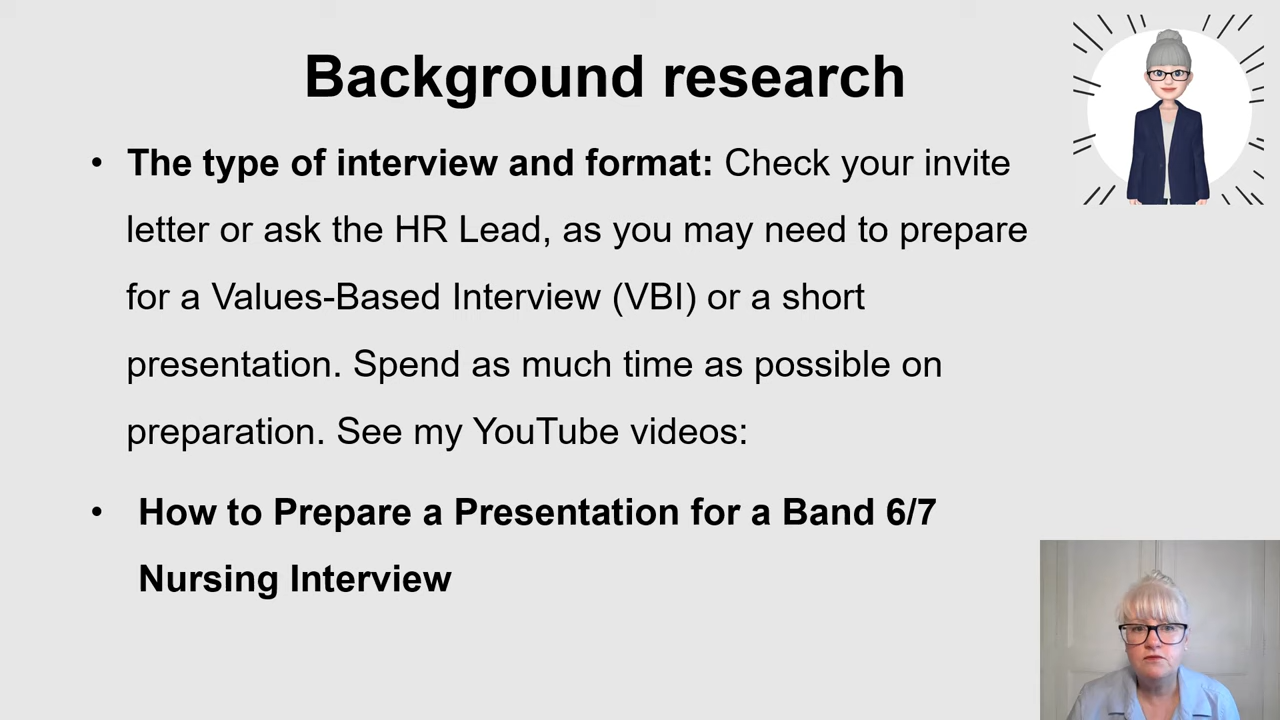 Background research
• The type of interview and format: Check your invite
letter or ask the HR Lead, as you may need to prepare
for a Values-Based Interview (VBI) or a short
presentation. Spend as much time as possible on
preparation. See my YouTube videos:
• How to Prepare a Presentation for a Band 6/7
Nursing Interview